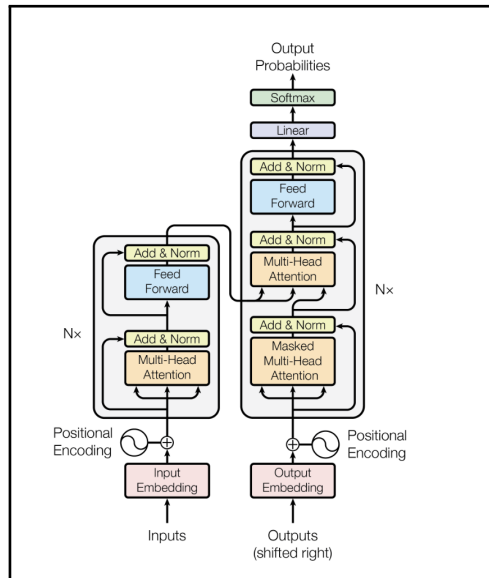 Output
Probabilities
Softmax
Linear
Add & Norm
Feed
Forward
Add & Norm
Multi-Head
Attention
Add & Norm
Masked
Multi-Head
Attention
Nx
Add & Norm
Feed
Forward
Add & Norm
Multi-Head
Attention
N×
Positional
Encoding
Positional
Encoding
Input
Embedding
Output
Embedding
Inputs
Outputs
(shifted right)